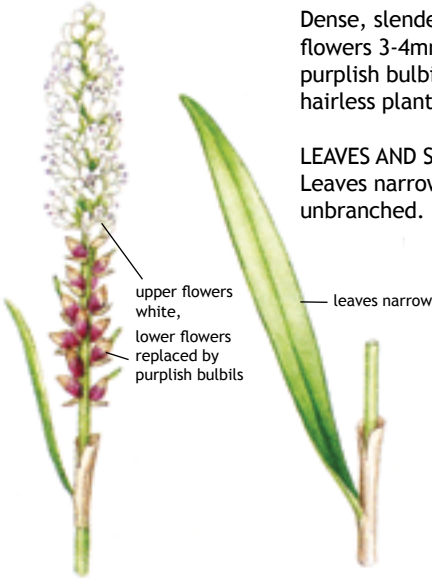 Dense, slende
flowers 3-4mm
purplish bulbi
hairless plant
LEAVES AND S
Leaves narrow
unbranched.
upper flowers
white,
lower flowers
replaced by
purplish bulbils
leaves narrow